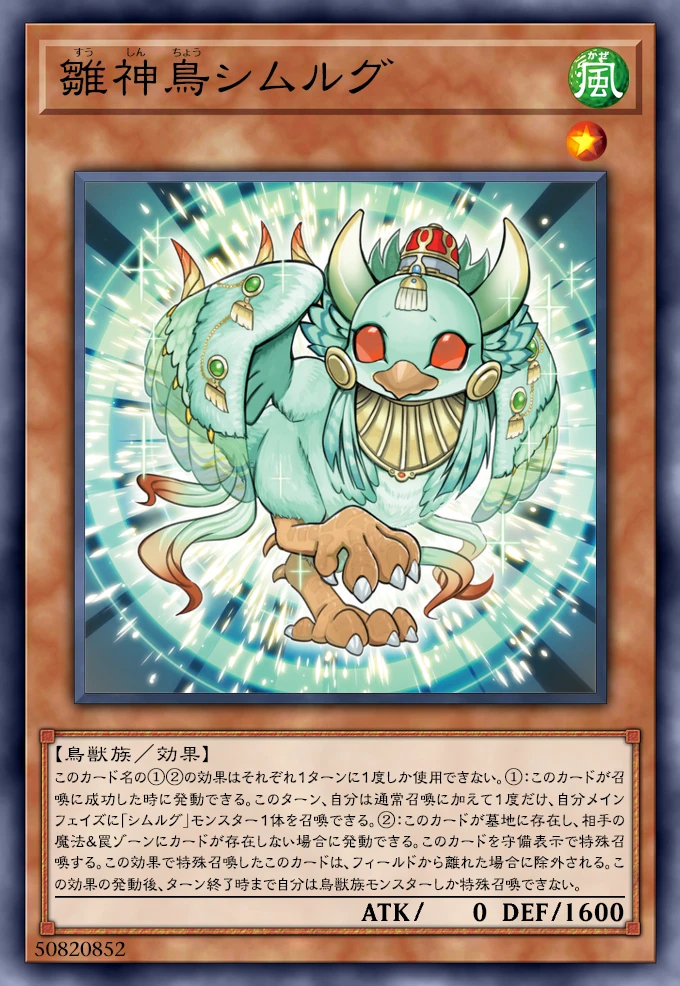 すう しん ちょう
雛神鳥シムルグ
かぜ
風
【鳥獣族／効果】
このカード名の①②の効果はそれぞれ1ターンに1度しか使用できない。①：このカードが召
喚に成功した時に発動できる。このターン、自分は通常召喚に加えて1度だけ、自分メイン
フェイズに「シムルグ」モンスター1体を召喚できる。②：このカードが墓地に存在し、相手の
魔法&罠ゾーンにカードが存在しない場合に発動できる。このカードを守備表示で特殊召
喚する。この効果で特殊召喚したこのカードは、フィールドから離れた場合に除外される。こ
の効果の発動後、ターン終了時まで自分は鳥獣族モンスターしか特殊召喚できない。
ATK/ 0 DEF/1600
50820852